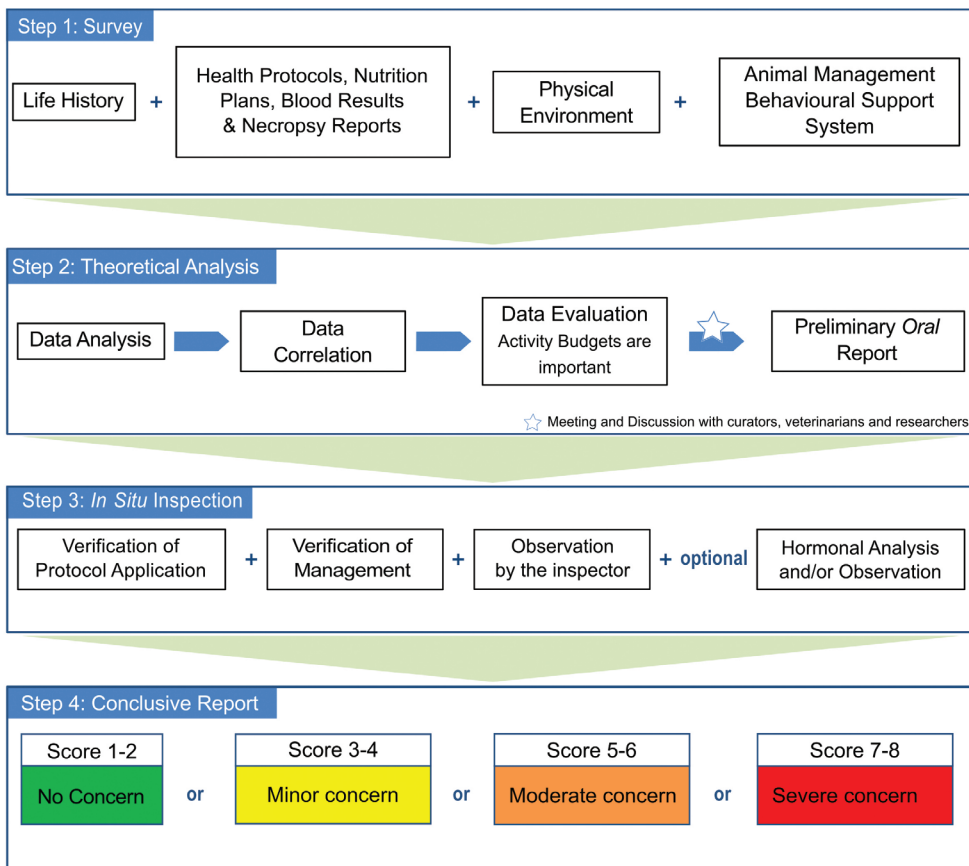 Step 1: Survey
Life History
+
Health Protocols, Nutrition
Plans, Blood Results
& Necropsy Reports
+
Physical
Environment
+
Animal Management
Behavioural Support
System
Step 2: Theoretical Analysis
Data Analysis
Data
Correlation
Data Evaluation
Activity Budgets are
important
Preliminary Oral
Report
Meeting and Discussion with curators, veterinarians and researchers
Step 3: In Situ Inspection
Verification of
Protocol Application
+
Verification of
Management
+
Observation
by the inspector
+ optional
Hormonal Analysis
and/or Observation
Step 4: Conclusive Report
Score 1-2
No Concern
or
Score 3-4
Minor concern
or
Score 5-6
Moderate concern
or
Score 7-8
Severe concern